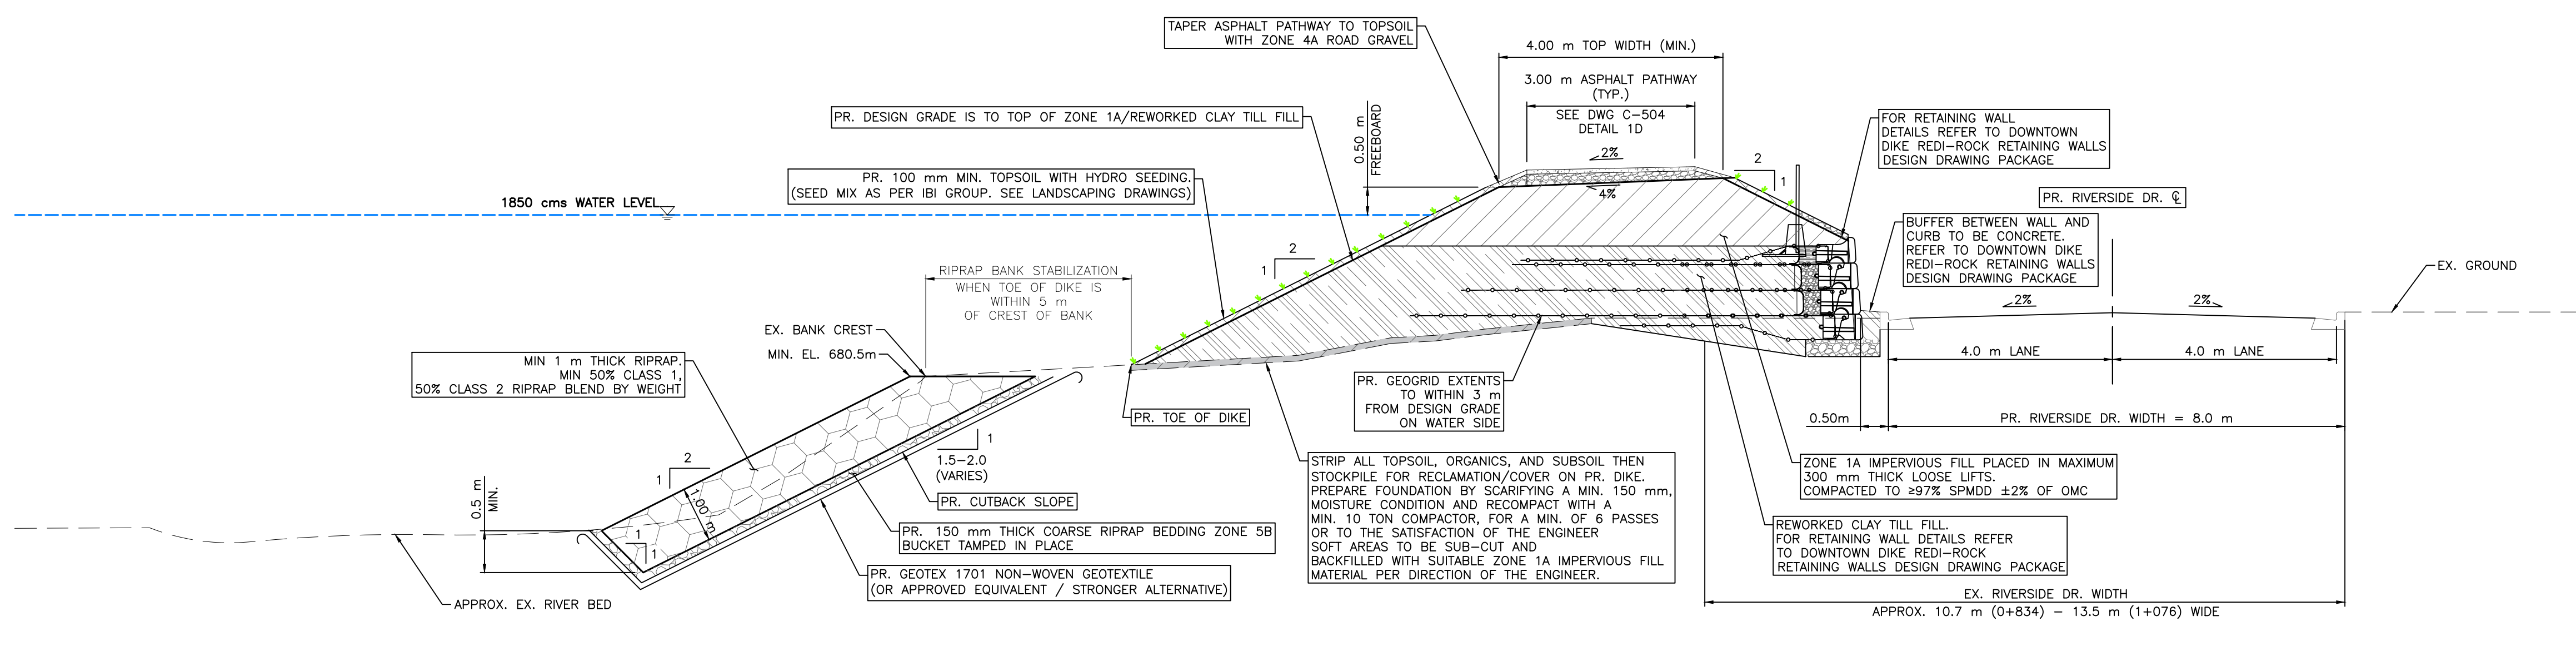 TAPER ASPHALT PATHWAY TO TOPSOIL
WITH ZONE 4A ROAD GRAVEL
4.00 m TOP WIDTH (MIN.)
3.00 m ASPHALT PATHWAY
(TYP.)
SEE DWG C-504
DETAIL 1D
0.50 m
FREEBOARD
PR. DESIGN GRADE IS TO TOP OF ZONE 1A/REWORKED CLAY TILL FILL
FOR RETAINING WALL
DETAILS REFER TO DOWNTOWN
DIKE REDI-ROCK RETAINING WALLS
DESIGN DRAWING PACKAGE
2%
4%
2
1
PR. 100 mm MIN. TOPSOIL WITH HYDRO SEEDING.
(SEED MIX AS PER IBI GROUP. SEE LANDSCAPING DRAWINGS)
1850 cms WATER LEVEL
PR. RIVERSIDE DR. ℄
BUFFER BETWEEN WALL AND
CURB TO BE CONCRETE.
REFER TO DOWNTOWN DIKE
REDI-ROCK RETAINING WALLS
DESIGN DRAWING PACKAGE
2
1
RIPRAP BANK STABILIZATION
WHEN TOE OF DIKE IS
WITHIN 5 m
OF CREST OF BANK
EX. GROUND
2%
2%
EX. BANK CREST
MIN. EL. 680.5m
4.0 m LANE
4.0 m LANE
MIN 1 m THICK RIPRAP.
MIN 50% CLASS 1,
50% CLASS 2 RIPRAP BLEND BY WEIGHT
PR. GEOGRID EXTENTS
TO WITHIN 3 m
FROM DESIGN GRADE
ON WATER SIDE
PR. TOE OF DIKE
0.50m
PR. RIVERSIDE DR. WIDTH = 8.0 m
1
1.5-2.0
(VARIES)
2
1
STRIP ALL TOPSOIL, ORGANICS, AND SUBSOIL THEN
STOCKPILE FOR RECLAMATION/COVER ON PR. DIKE.
PREPARE FOUNDATION BY SCARIFYING A MIN. 150 mm,
MOISTURE CONDITION AND RECOMPACT WITH A
MIN. 10 TON COMPACTOR, FOR A MIN. OF 6 PASSES
OR TO THE SATISFACTION OF THE ENGINEER
SOFT AREAS TO BE SUB-CUT AND
BACKFILLED WITH SUITABLE ZONE 1A IMPERVIOUS FILL
MATERIAL PER DIRECTION OF THE ENGINEER.
ZONE 1A IMPERVIOUS FILL PLACED IN MAXIMUM
300 mm THICK LOOSE LIFTS.
COMPACTED TO ≥97% SPMDD ±2% OF OMC
0.5 m
MIN.
1.00 m
PR. CUTBACK SLOPE
1
1
PR. 150 mm THICK COARSE RIPRAP BEDDING ZONE 5B
BUCKET TAMPED IN PLACE
REWORKED CLAY TILL FILL.
FOR RETAINING WALL DETAILS REFER
TO DOWNTOWN DIKE REDI-ROCK
RETAINING WALLS DESIGN DRAWING PACKAGE
PR. GEOTEX 1701 NON-WOVEN GEOTEXTILE
(OR APPROVED EQUIVALENT / STRONGER ALTERNATIVE)
APPROX. EX. RIVER BED
EX. RIVERSIDE DR. WIDTH
APPROX. 10.7 m (0+834) - 13.5 m (1+076) WIDE